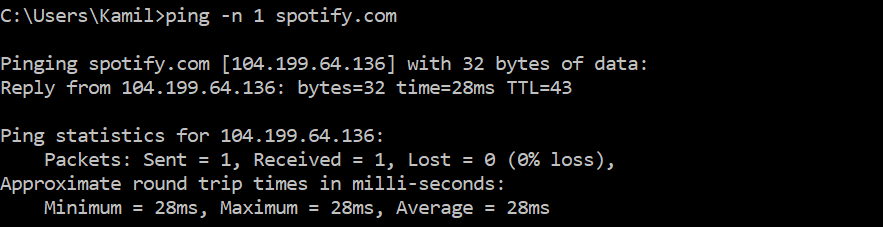 C:\Users\Kamil>ping -n 1 spotify.com
Pinging spotify.com [104.199.64.136] with 32 bytes of data:
Reply from 104.199.64.136: bytes=32 time=28ms TTL=43
Ping statistics for 104.199.64.136:
    Packets: Sent = 1, Received = 1, Lost = 0 (0% loss),
Approximate round trip times in milli-seconds:
    Minimum = 28ms, Maximum = 28ms, Average = 28ms